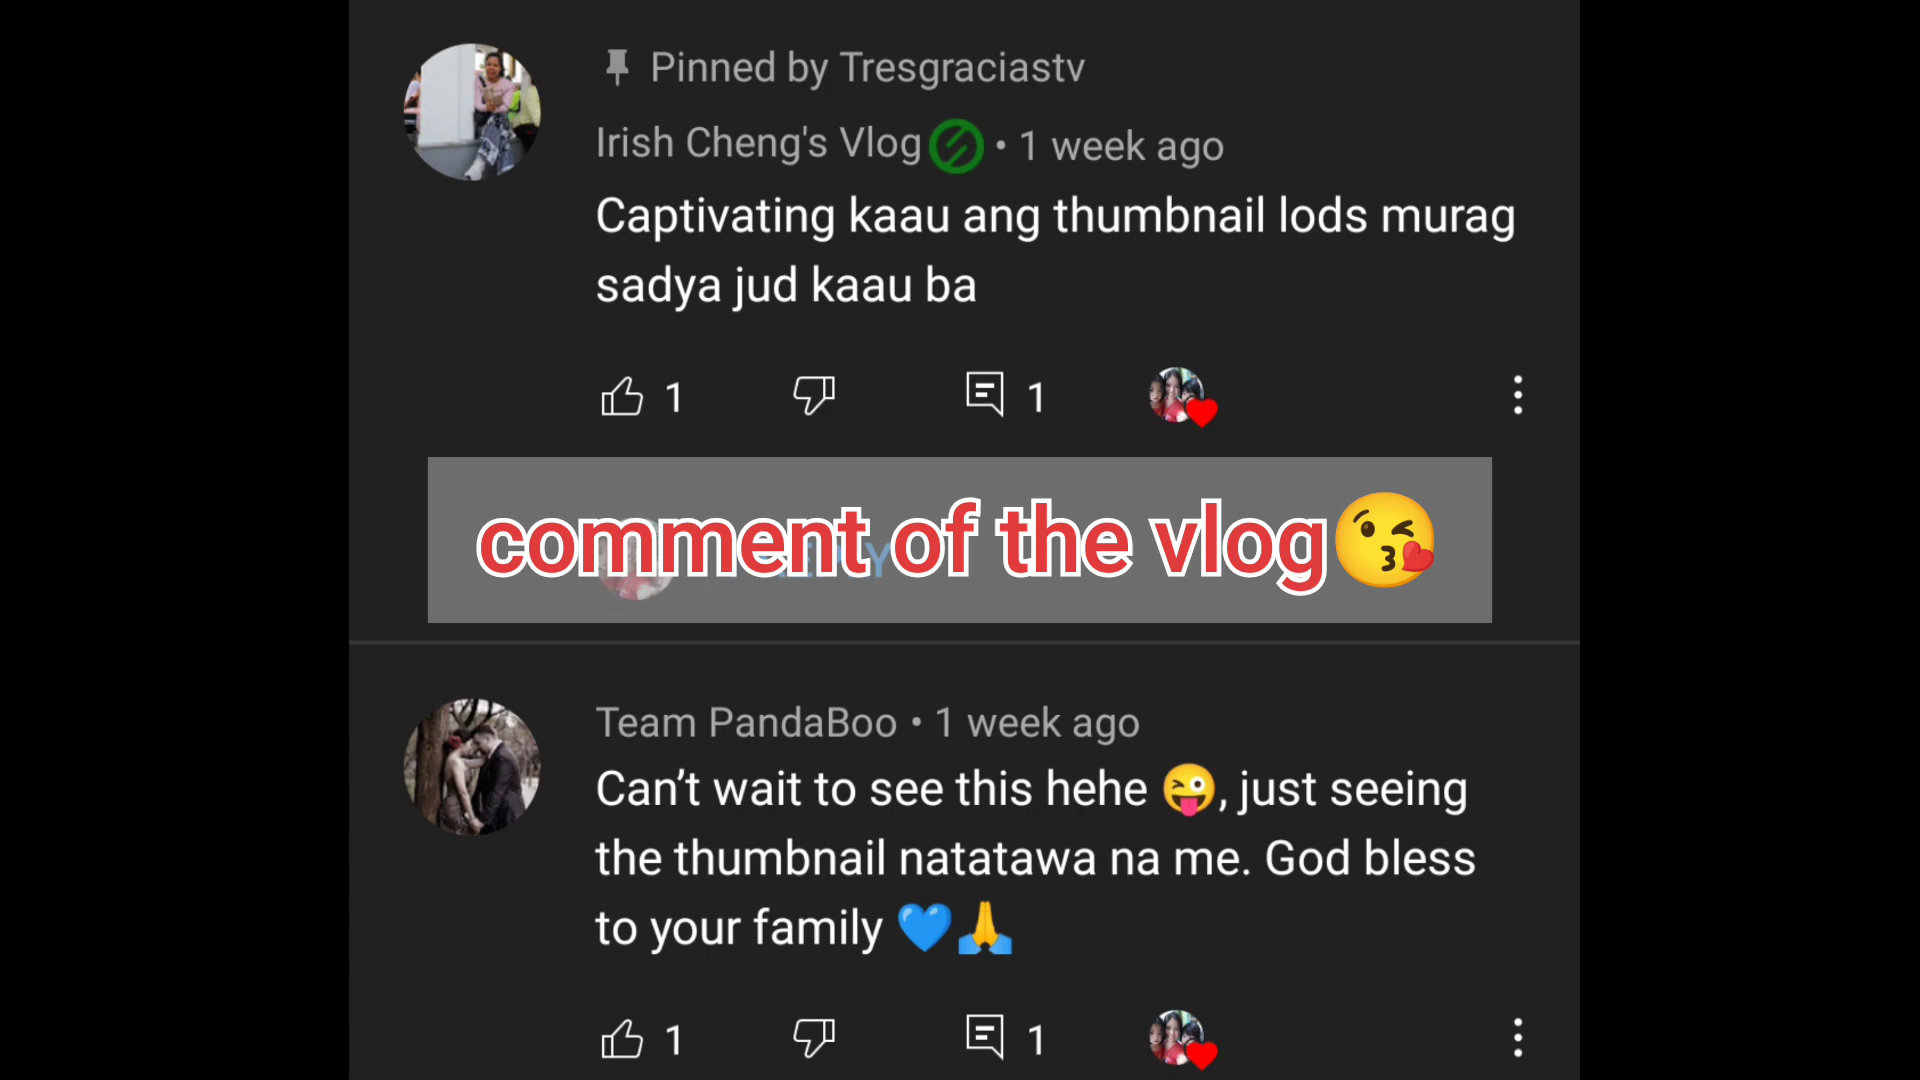 Pinned by Tresgraciastv
Irish Cheng's Vlog • 1 week ago
Captivating kaau ang thumbnail lods murag
sadya jud kaau ba
1 1
comment of the vlog😘
Team PandaBoo • 1 week ago
Can’t wait to see this hehe 😜, just seeing
the thumbnail natatawa na me. God bless
to your family 💙🙏
1 1